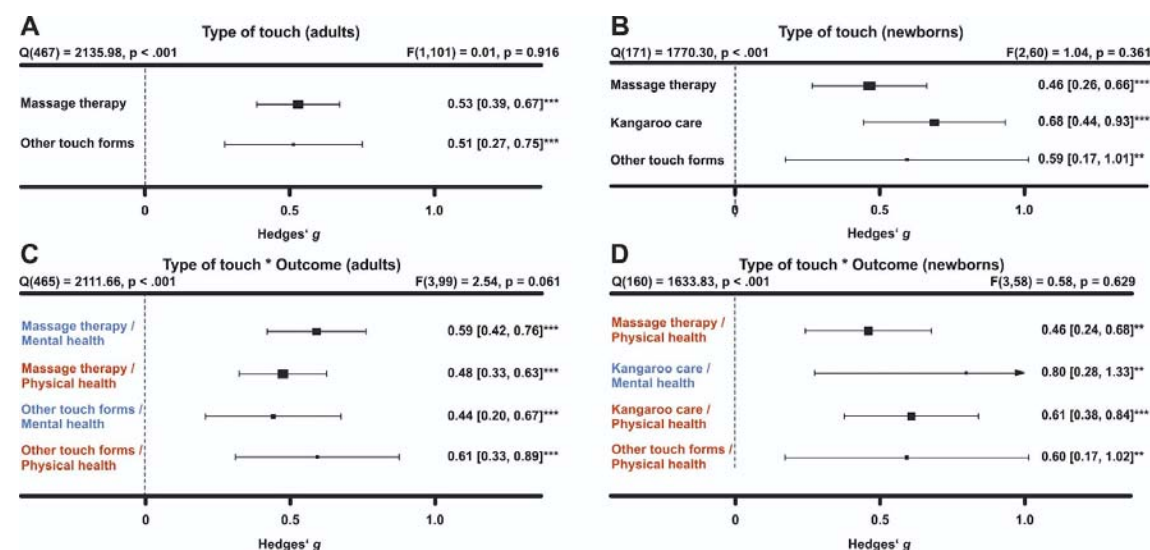 A
Type of touch (adults)
Q(467) = 2135.98, p < .001 F(1,101) = 0.01, p = 0.916
Massage therapy 0.53 [0.39, 0.67]***
Other touch forms 0.51 [0.27, 0.75]***
0 0.5 1.0
Hedges‘ g
B
Type of touch (newborns)
Q(171) = 1770.30, p < .001 F(2,60) = 1.04, p = 0.361
Massage therapy 0.46 [0.26, 0.66]***
Kangaroo care 0.68 [0.44, 0.93]***
Other touch forms 0.59 [0.17, 1.01]**
0 0.5 1.0
Hedges‘ g
C
Type of touch * Outcome (adults)
Q(465) = 2111.66, p < .001 F(3,99) = 2.54, p = 0.061
Massage therapy /
Mental health 0.59 [0.42, 0.76]***
Massage therapy /
Physical health 0.48 [0.33, 0.63]***
Other touch forms /
Mental health 0.44 [0.20, 0.67]***
Other touch forms /
Physical health 0.61 [0.33, 0.89]***
0 0.5 1.0
Hedges‘ g
D
Type of touch * Outcome (newborns)
Q(160) = 1633.83, p < .001 F(3,58) = 0.58, p = 0.629
Massage therapy /
Physical health 0.46 [0.24, 0.68]**
Kangaroo care /
Mental health 0.80 [0.28, 1.33]**
Kangaroo care /
Physical health 0.61 [0.38, 0.84]***
Other touch forms /
Physical health 0.60 [0.17, 1.02]**
0 0.5 1.0
Hedges‘ g